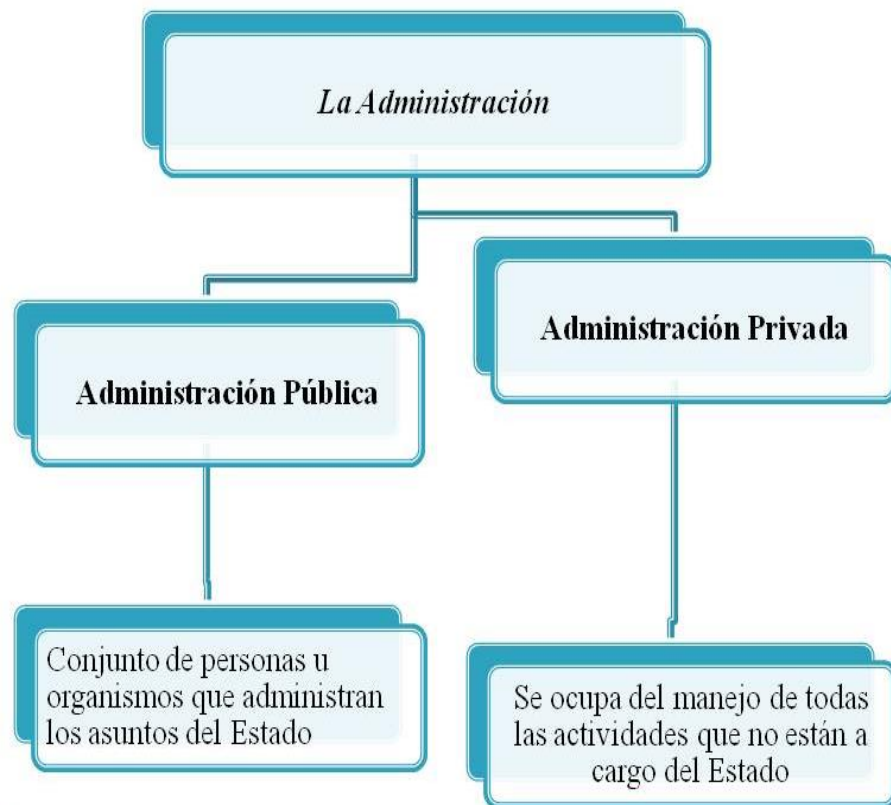 La Administración
Administración Privada
Administración Pública
Conjunto de personas u
organismos que administran
los asuntos del Estado
Se ocupa del manejo de todas
las actividades que no están a
cargo del Estado